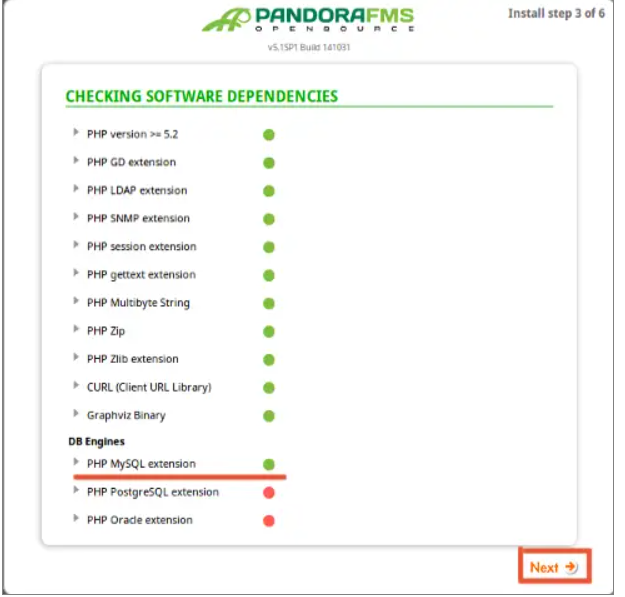 PANDORAFMS
OPENSOURCE
Install step 3 of 6
v5.1SP1 Build 141031
CHECKING SOFTWARE DEPENDENCIES
PHP version >= 5.2
PHP GD extension
PHP LDAP extension
PHP SNMP extension
PHP session extension
PHP gettext extension
PHP Multibyte String
PHP Zip
PHP Zlib extension
CURL (Client URL Library)
Graphviz Binary
DB Engines
PHP MySQL extension
PHP PostgreSQL extension
PHP Oracle extension
Next